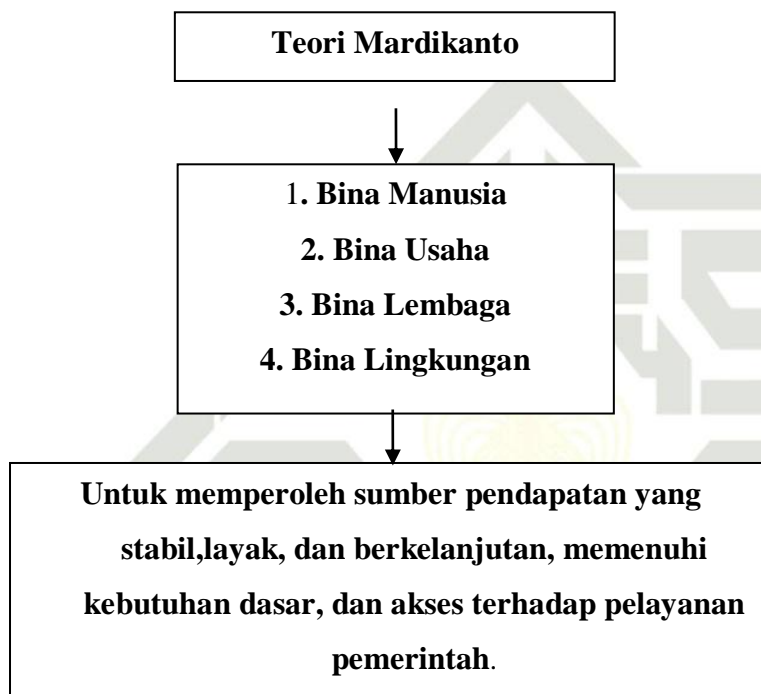 Teori Mardikanto
1. Bina Manusia
2. Bina Usaha
3. Bina Lembaga
4. Bina Lingkungan
Untuk memperoleh sumber pendapatan yang
stabil,layak, dan berkelanjutan, memenuhi
kebutuhan dasar, dan akses terhadap pelayanan
pemerintah.